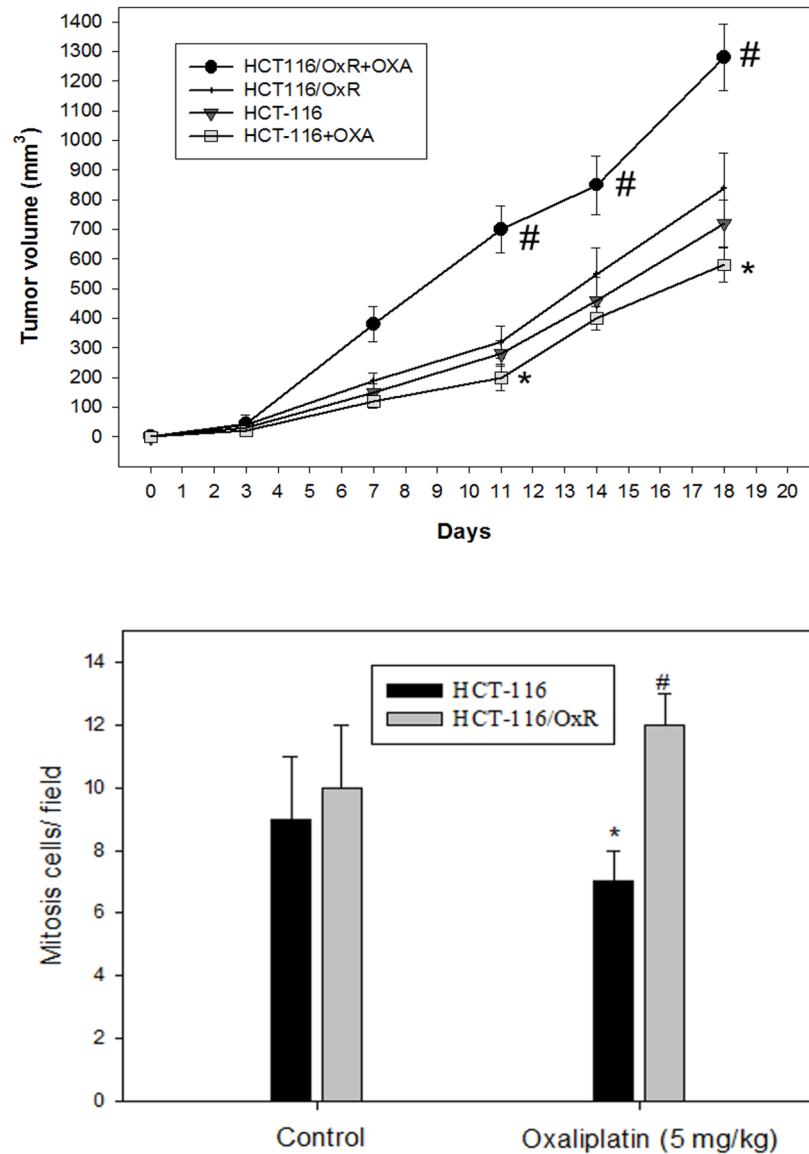 1400
1300
1200
1100
1000
900
800
700
600
500
400
300
200
100
0
Tumor volume (mm³)
HCT116/OxR+OXA
HCT116/OxR
HCT-116
HCT-116+OXA
#
#
#
*
*
0 1 2 3 4 5 6 7 8 9 10 11 12 13 14 15 16 17 18 19 20
Days
14
12
10
8
6
4
2
0
Mitosis cells/ field
HCT-116
HCT-116/OxR
#
*
Control Oxaliplatin (5 mg/kg)